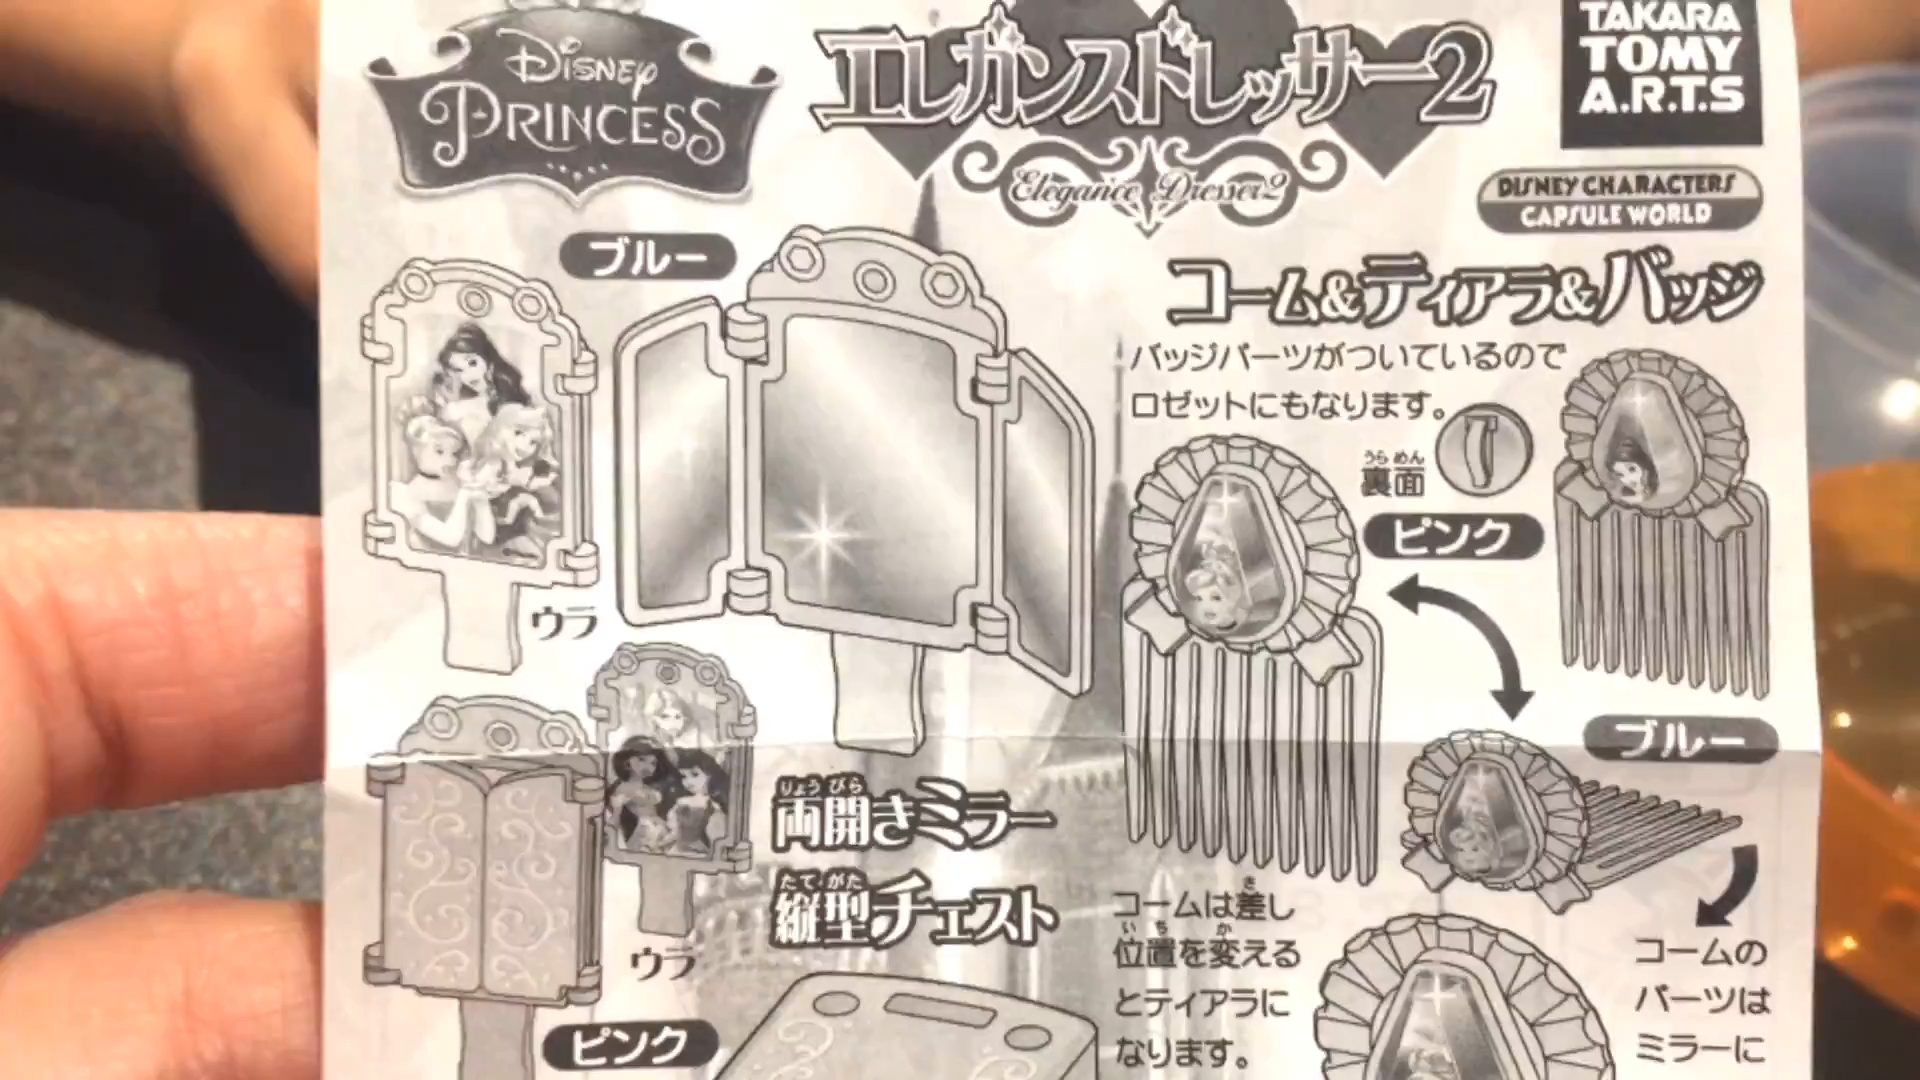 Disney
PRINCESS
エレガンスドレッサー2
Elegance Dresser2
TAKARA
TOMY
A.R.T.S
DISNEY CHARACTERS
CAPSULE WORLD
ブルー
コーム&ティアラ&バッジ
バッジパーツがついているので
ロゼットにもなります。
うらめん
裏面
ピンク
ウラ
ブルー
りょうびら
両開きミラー
たてがた
縦型チェスト
ウラ
ピンク
さ
コームは差し
いち か
位置を変える
とティアラに
なります。
コームの
パーツは
ミラーに